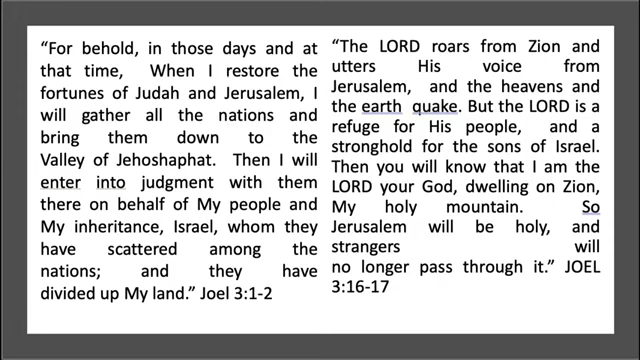 “For behold, in those days and at
that time, When I restore the
fortunes of Judah and Jerusalem, I
will gather all the nations and
bring them down to the
Valley of Jehoshaphat. Then I will
enter into judgment with them
there on behalf of My people and
My inheritance, Israel, whom they
have scattered among the
nations; and they have
divided up My land.” Joel 3:1-2
“The LORD roars from Zion and
utters His voice from
Jerusalem, and the heavens and
the earth quake. But the LORD is a
refuge for His people, and a
stronghold for the sons of Israel.
Then you will know that I am the
LORD your God, dwelling on Zion,
My holy mountain. So
Jerusalem will be holy, and
strangers will
no longer pass through it.” JOEL
3:16-17